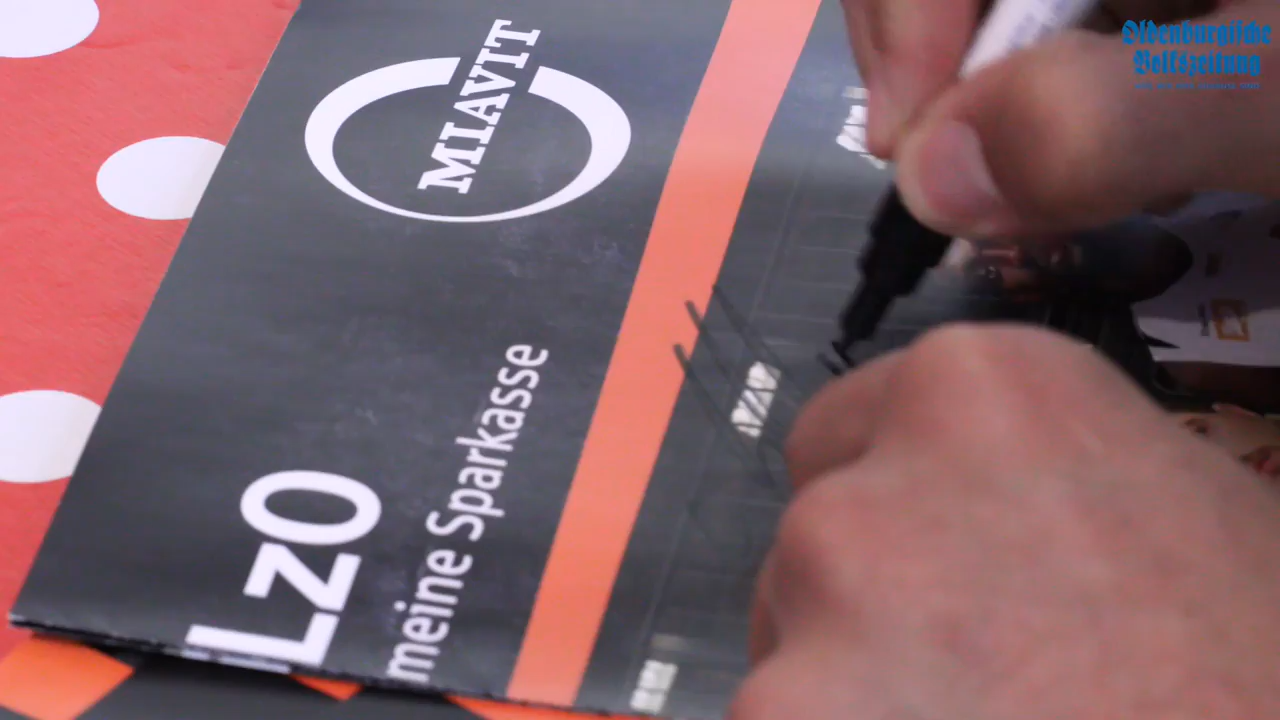 Oldenburgische
Volkszeitung
MIAVIT
LzO
meine Sparkasse